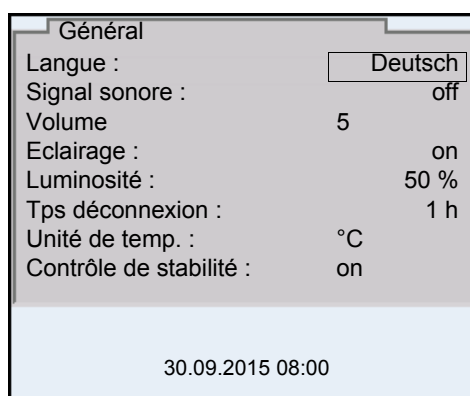 Général
Langue : Deutsch
Signal sonore : off
Volume 5
Eclairage : on
Luminosité : 50 %
Tps déconnexion : 1 h
Unité de temp. : °C
Contrôle de stabilité : on
30.09.2015 08:00